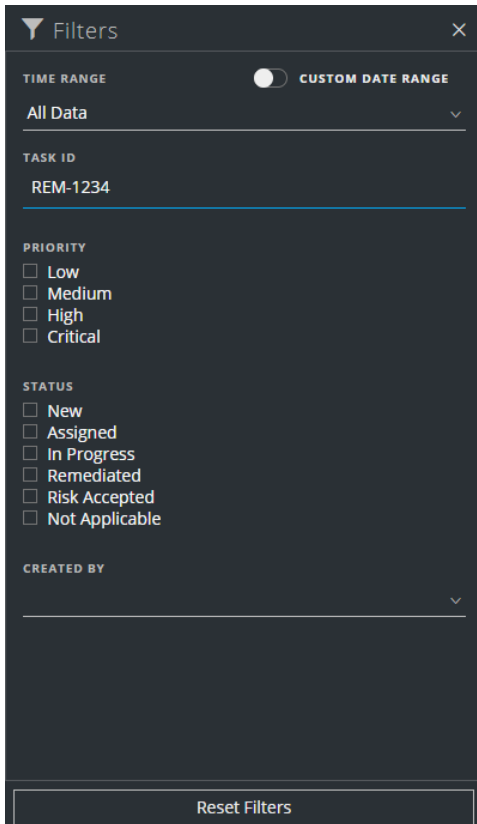 Filters
TIME RANGE CUSTOM DATE RANGE
All Data
TASK ID
REM-1234
PRIORITY
Low
Medium
High
Critical
STATUS
New
Assigned
In Progress
Remediated
Risk Accepted
Not Applicable
CREATED BY
Reset Filters